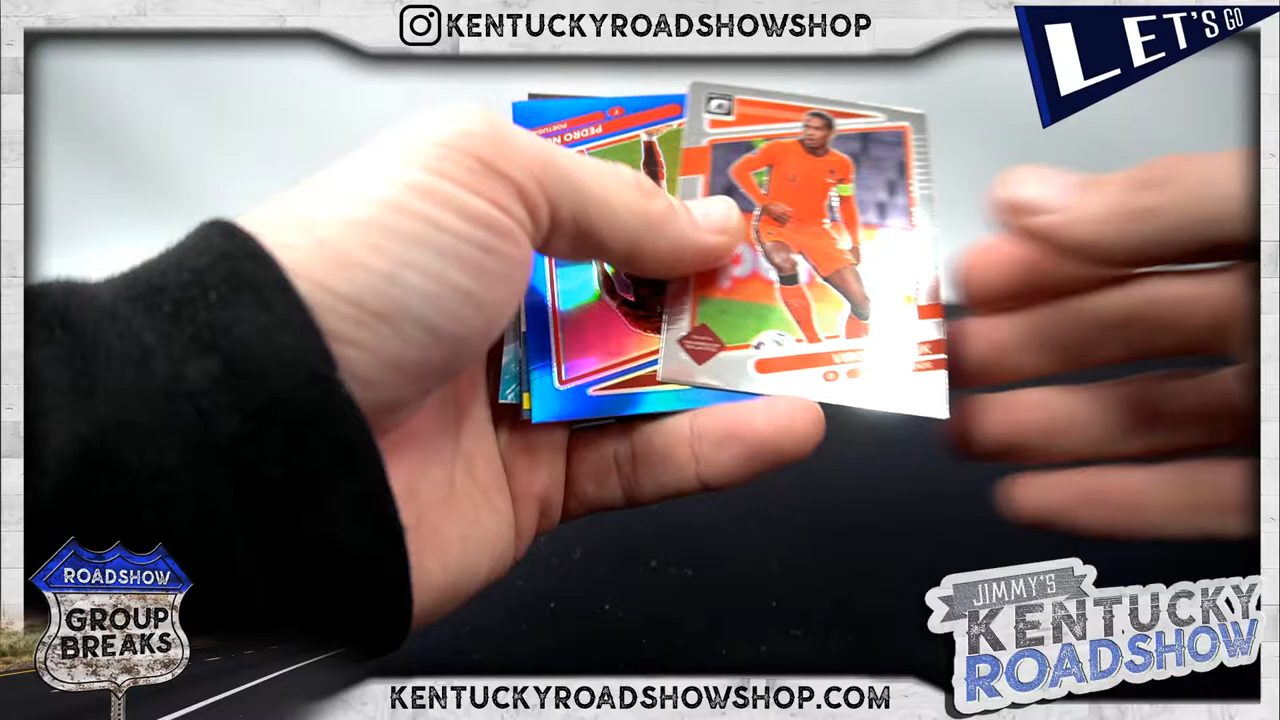 KENTUCKYROADSHOWSHOP
LET'S GO
PEDRO
ROADSHOW
GROUP
BREAKS
JIMMY'S
KENTUCKY
ROADSHOW
KENTUCKYROADSHOWSHOP.COM